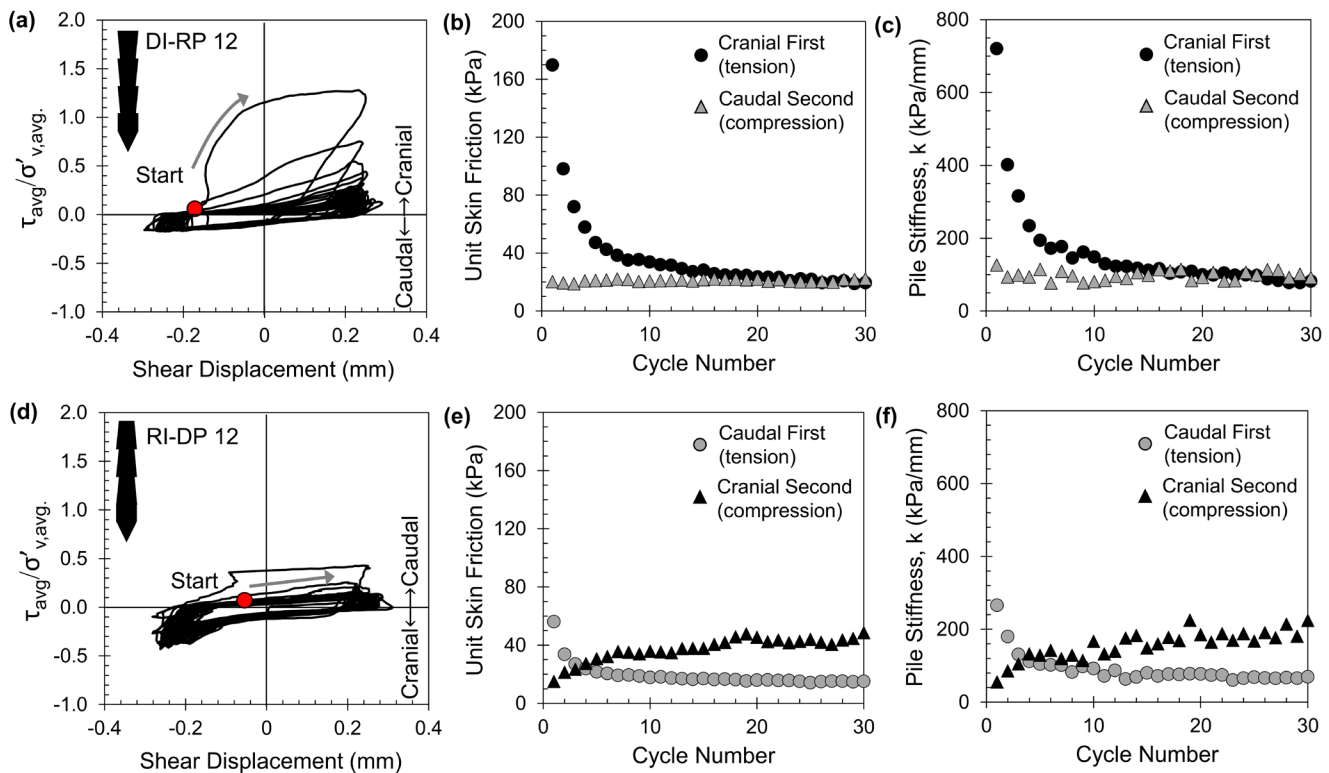 (a)
DI-RP 12
Start
Cranial
Caudal
τavg/σ′v,avg.
2.0
1.5
1.0
0.5
0.0
-0.5
-1.0
-0.4
-0.2
0
0.2
0.4
Shear Displacement (mm)
(b)
Cranial First
(tension)
Caudal Second
(compression)
Unit Skin Friction (kPa)
200
160
120
80
40
0
0
10
20
30
Cycle Number
(c)
Cranial First
(tension)
Caudal Second
(compression)
Pile Stiffness, k (kPa/mm)
800
600
400
200
0
0
10
20
30
Cycle Number
(d)
RI-DP 12
Start
Caudal
Cranial
τavg/σ′v,avg.
2.0
1.5
1.0
0.5
0.0
-0.5
-1.0
-0.4
-0.2
0
0.2
0.4
Shear Displacement (mm)
(e)
Caudal First
(tension)
Cranial Second
(compression)
Unit Skin Friction (kPa)
200
160
120
80
40
0
0
10
20
30
Cycle Number
(f)
Caudal First
(tension)
Cranial Second
(compression)
Pile Stiffness, k (kPa/mm)
800
600
400
200
0
0
10
20
30
Cycle Number